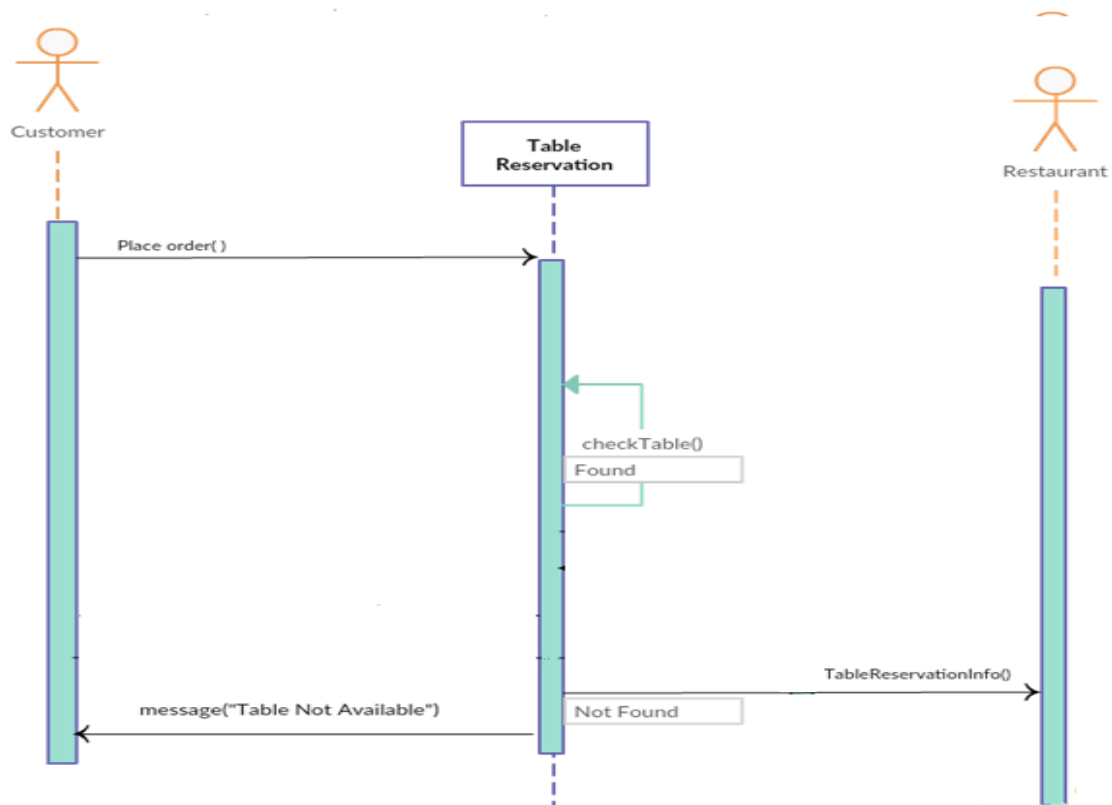 Customer
Table
Reservation
Restaurant
Place order( )
checkTable()
Found
TableReservationInfo()
message("Table Not Available")
Not Found